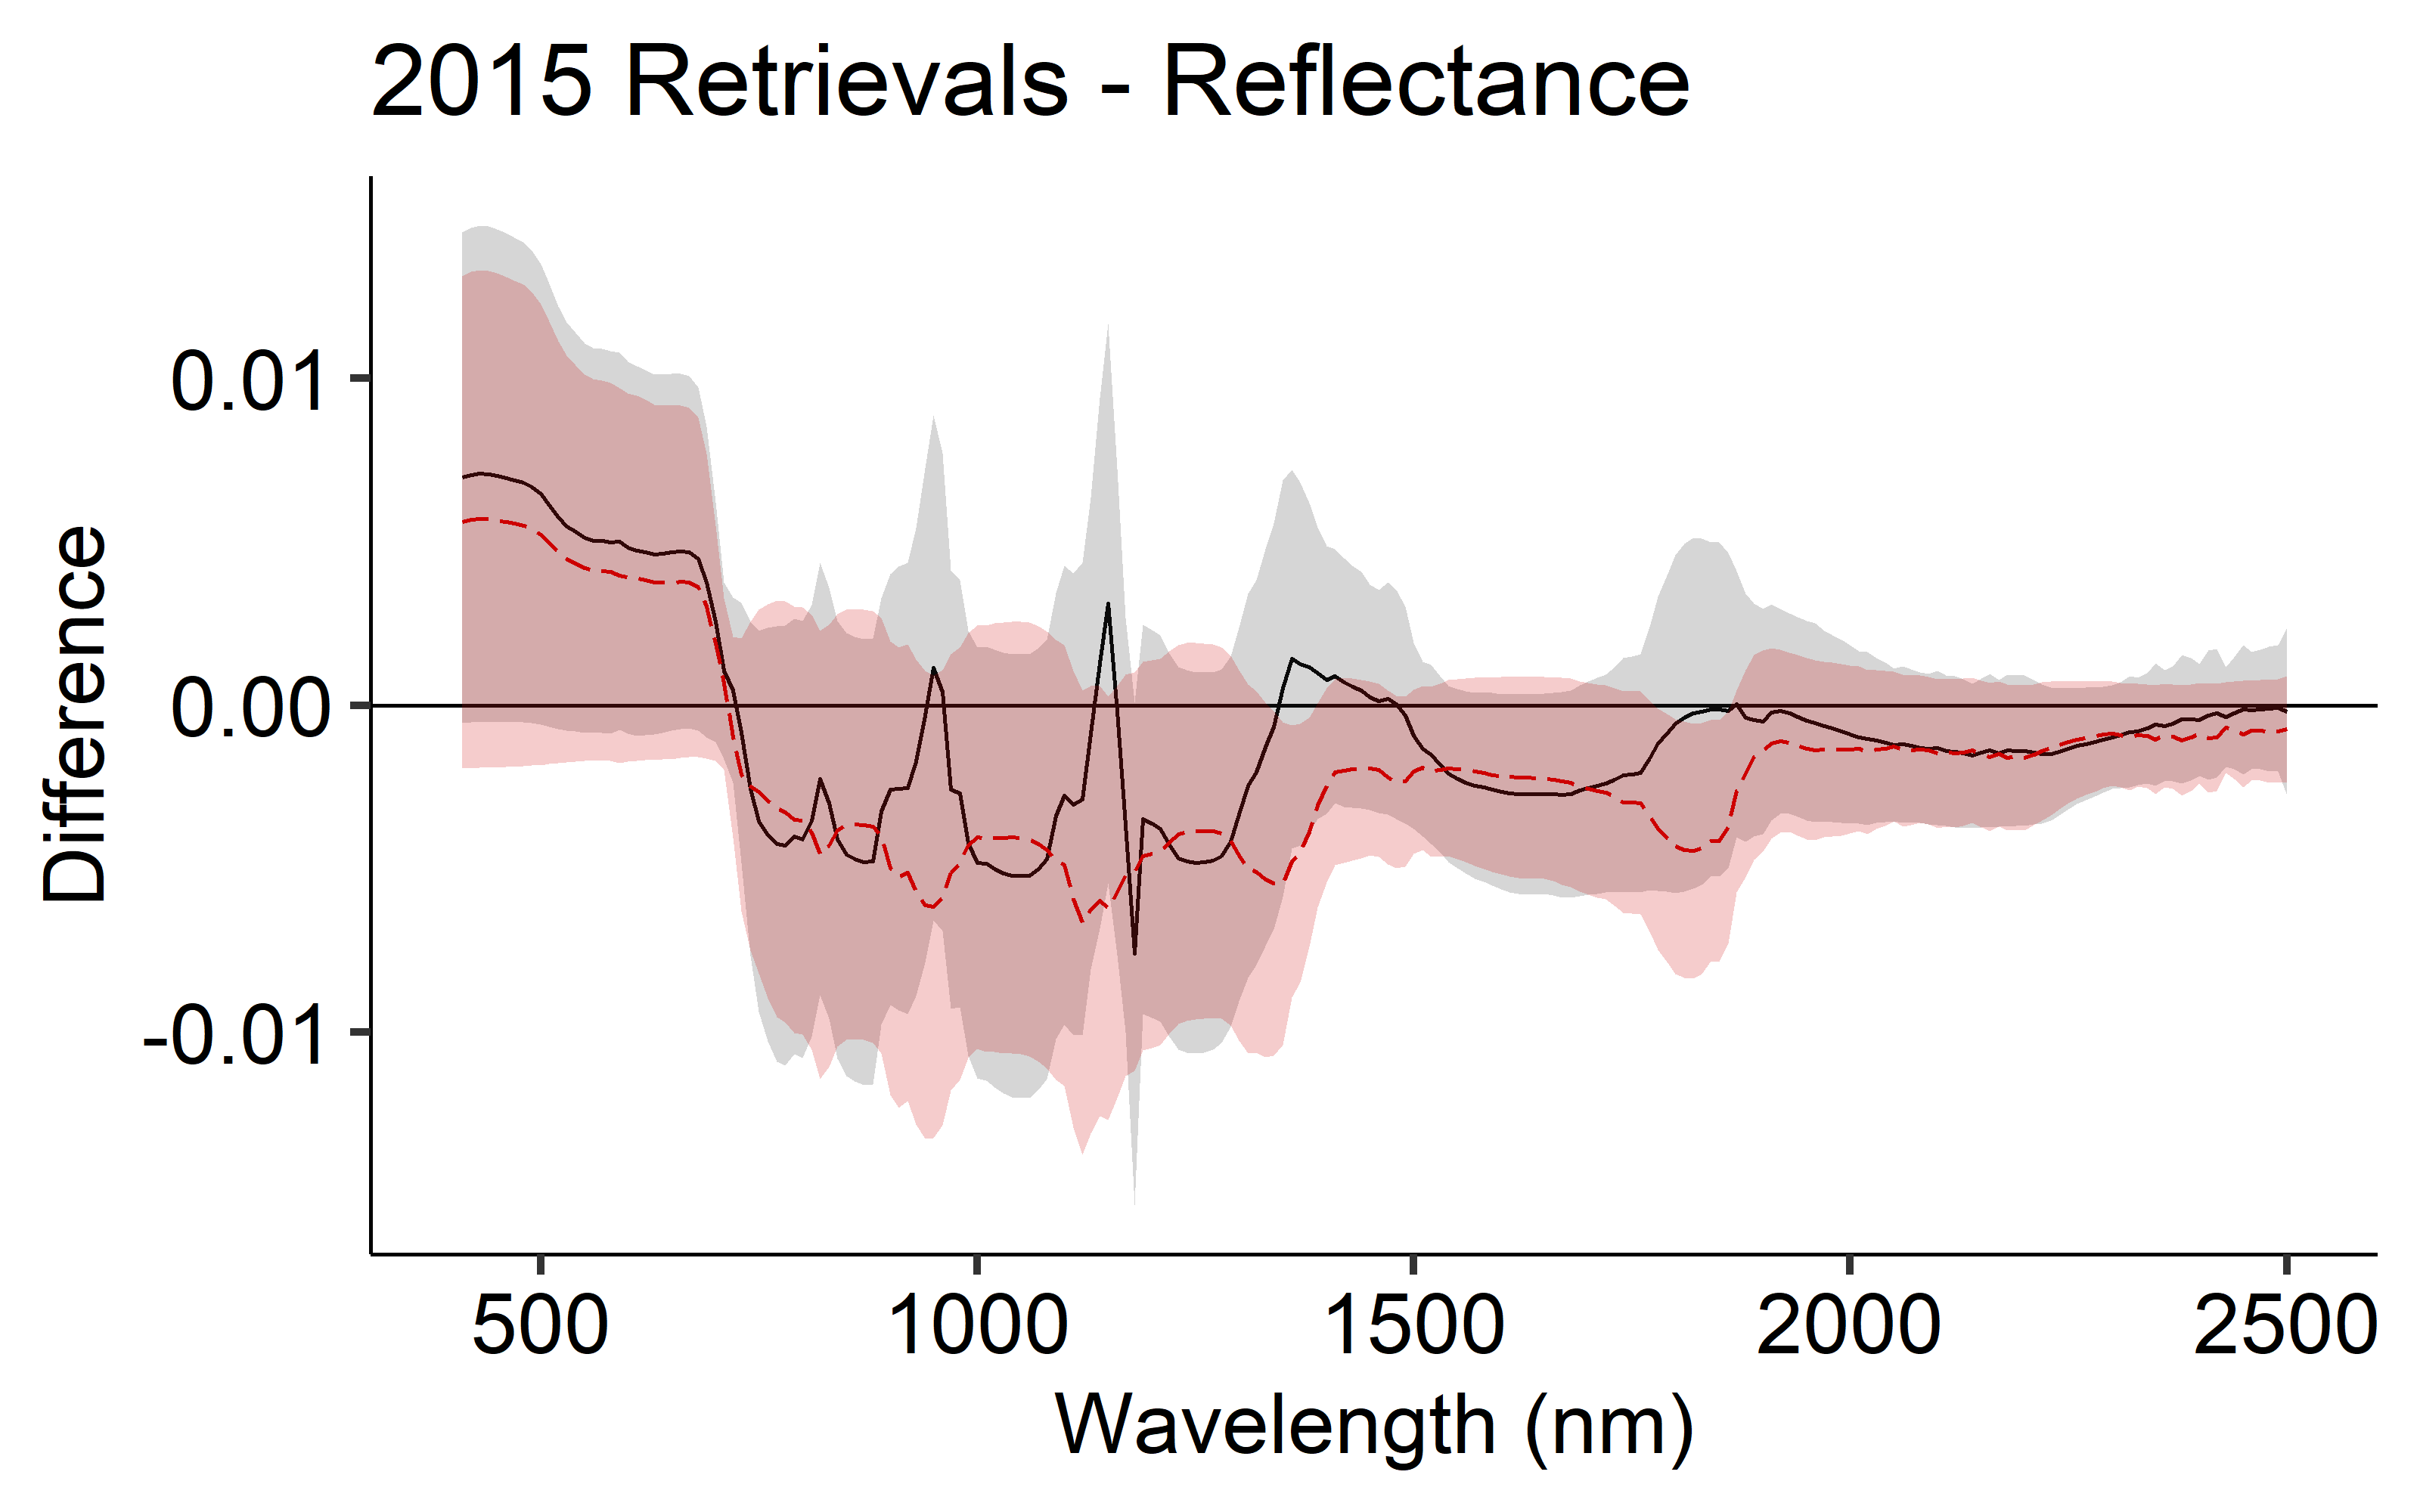 2015 Retrievals - Reflectance
Difference
0.01
0.00
-0.01
500 1000 1500 2000 2500
Wavelength (nm)